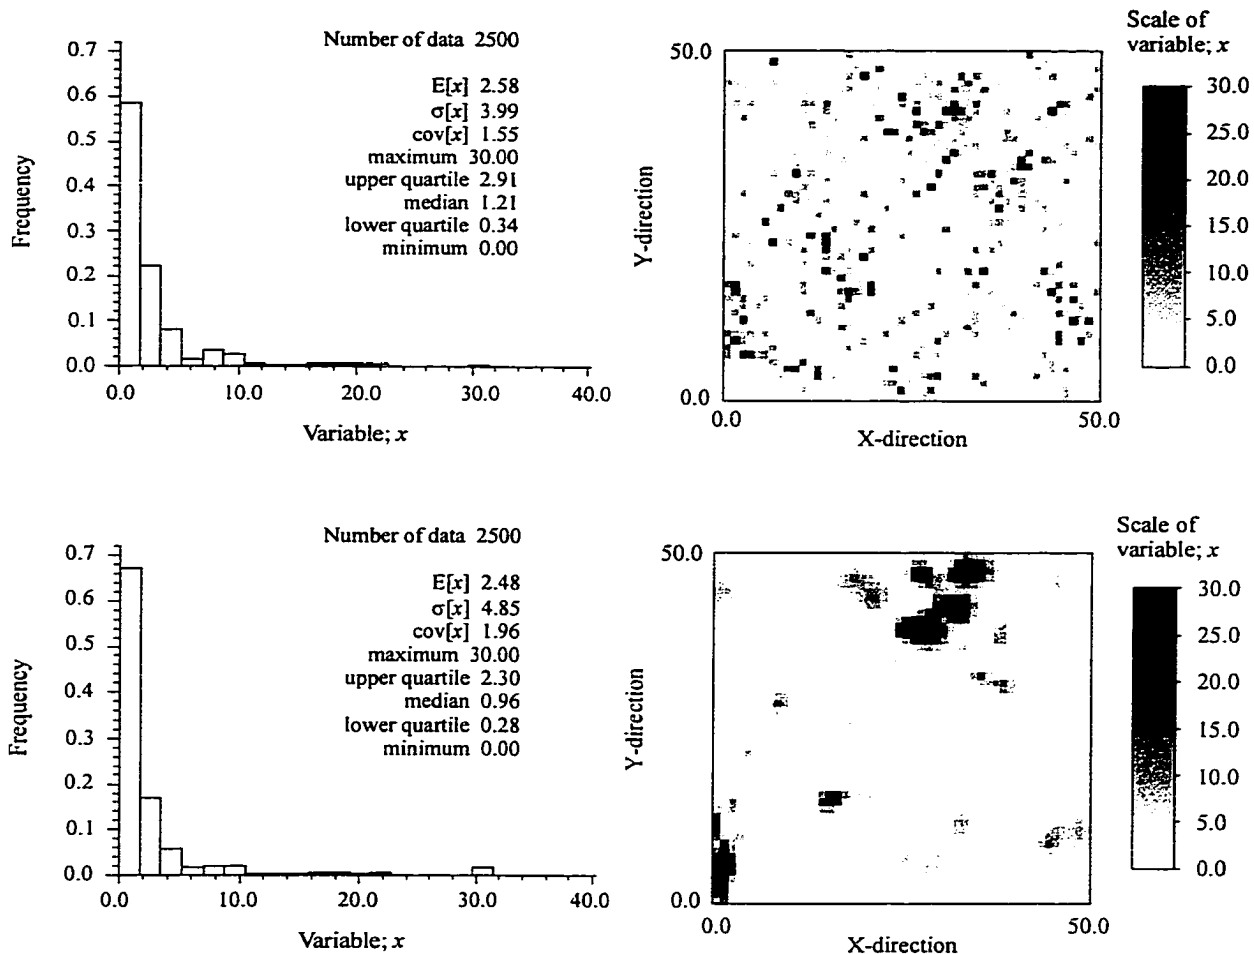 Number of data 2500
E[x] 2.58
σ[x] 3.99
cov[x] 1.55
maximum 30.00
upper quartile 2.91
median 1.21
lower quartile 0.34
minimum 0.00
Frequency
0.7
0.6
0.5
0.4
0.3
0.2
0.1
0.0
0.0 10.0 20.0 30.0 40.0
Variable; x
Scale of
variable; x
30.0
25.0
20.0
15.0
10.0
5.0
0.0
Y-direction
50.0
0.0
0.0 50.0
X-direction
Number of data 2500
E[x] 2.48
σ[x] 4.85
cov[x] 1.96
maximum 30.00
upper quartile 2.30
median 0.96
lower quartile 0.28
minimum 0.00
Frequency
0.7
0.6
0.5
0.4
0.3
0.2
0.1
0.0
0.0 10.0 20.0 30.0 40.0
Variable; x
Scale of
variable; x
30.0
25.0
20.0
15.0
10.0
5.0
0.0
Y-direction
50.0
0.0
0.0 50.0
X-direction